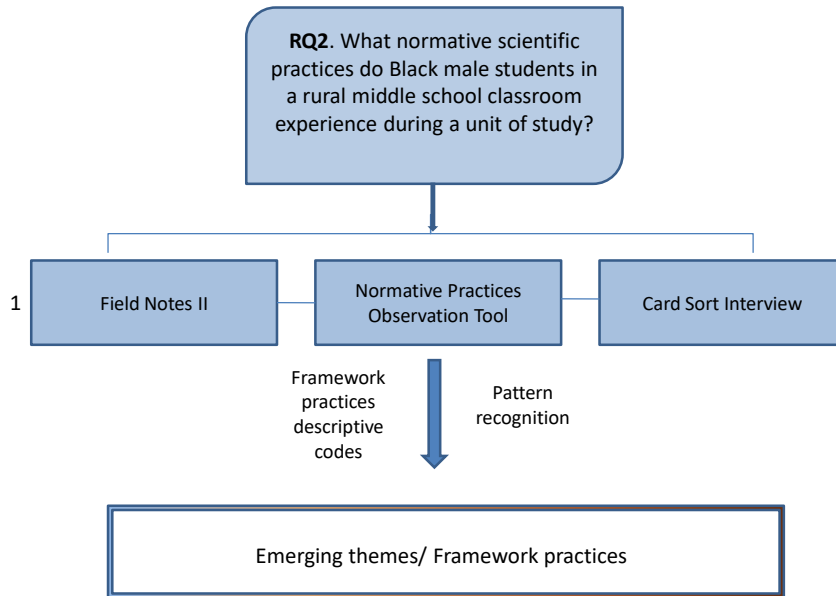 RQ2. What normative scientific
practices do Black male students in
a rural middle school classroom
experience during a unit of study?
1
Field Notes II
Normative Practices
Observation Tool
Card Sort Interview
Framework
practices
descriptive
codes
Pattern
recognition
Emerging themes/ Framework practices